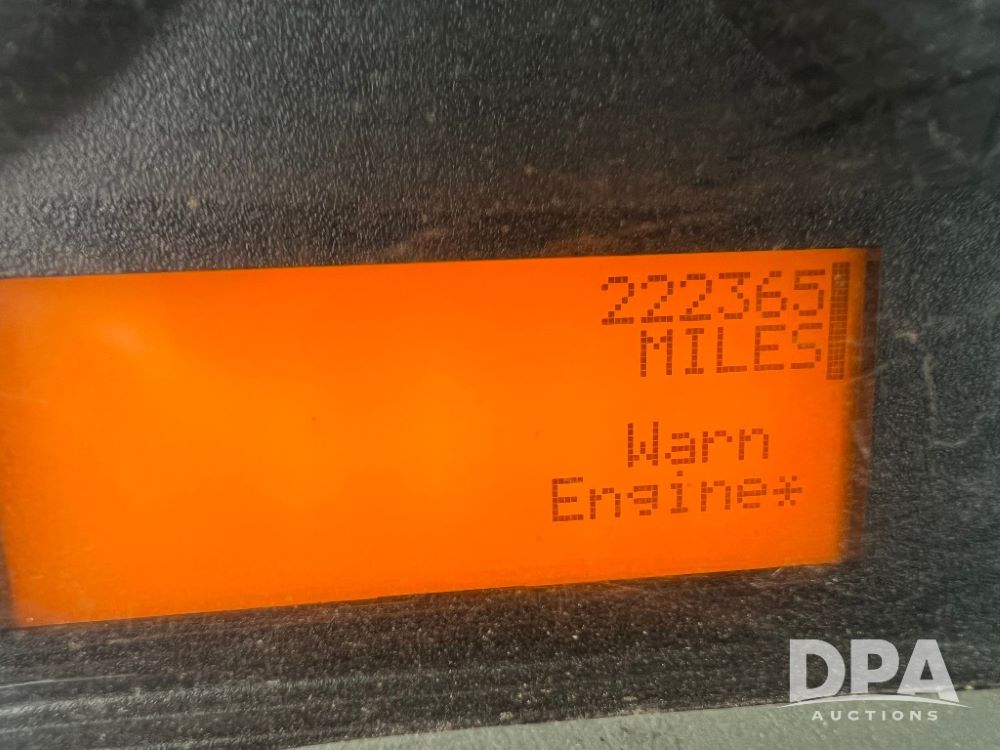 222365
MILES
Warn
Engine*
DPA
AUCTIONS